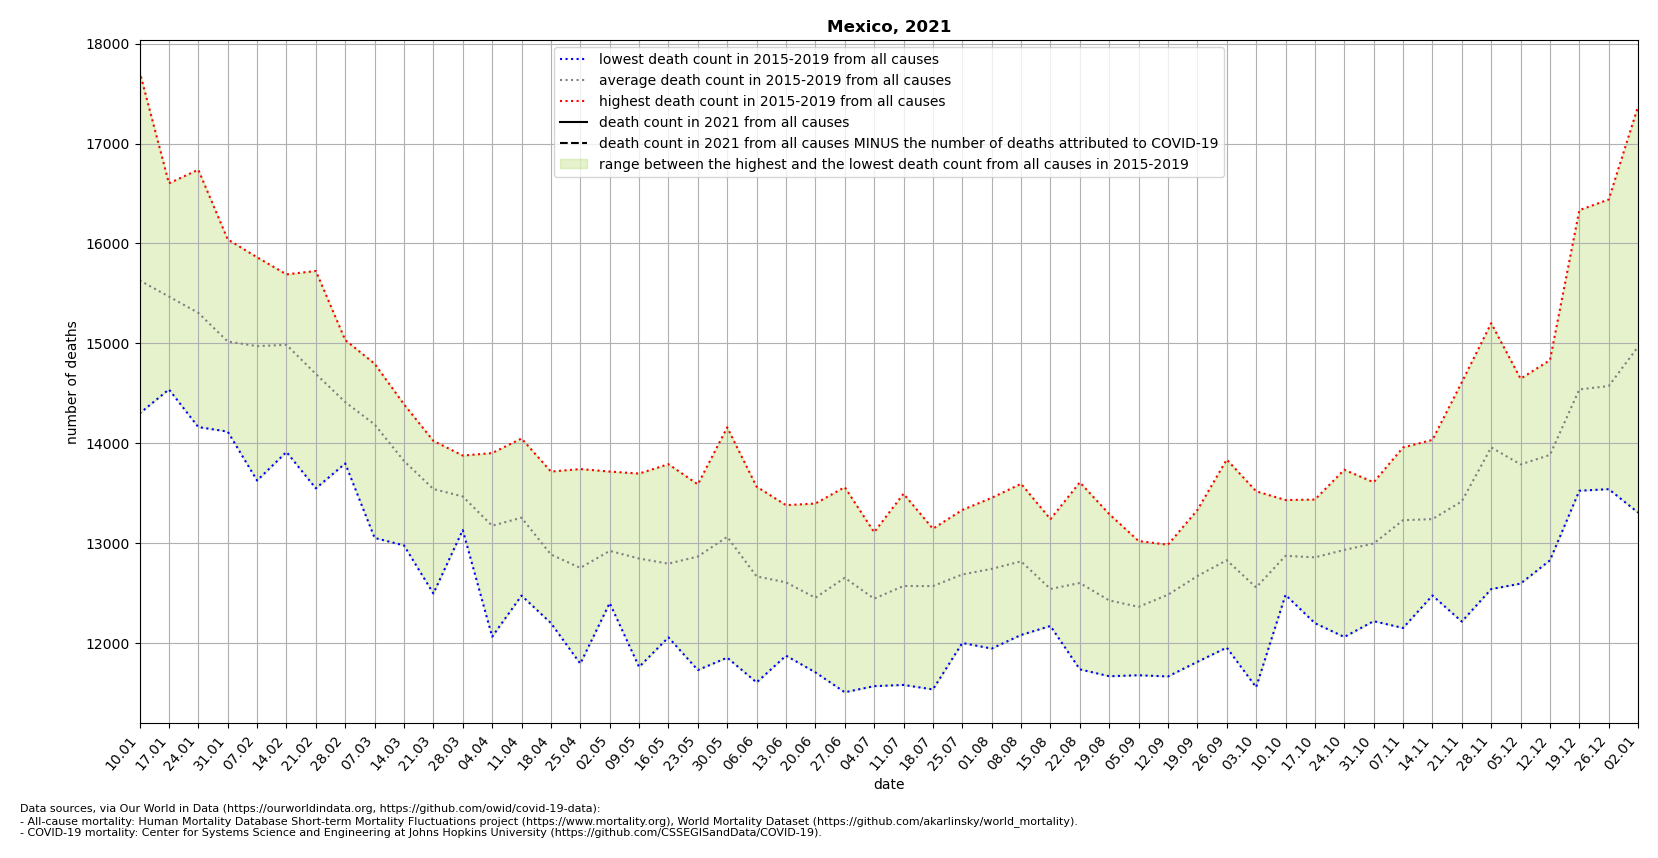 Mexico, 2021
18000
17000
16000
15000
14000
13000
12000
number of deaths
lowest death count in 2015-2019 from all causes
average death count in 2015-2019 from all causes
highest death count in 2015-2019 from all causes
death count in 2021 from all causes
death count in 2021 from all causes MINUS the number of deaths attributed to COVID-19
range between the highest and the lowest death count from all causes in 2015-2019
10.01 17.01 24.01 31.01 07.02 14.02 21.02 28.02 07.03 14.03 21.03 28.03 04.04 11.04 18.04 25.04 02.05 09.05 16.05 23.05 30.05 06.06 13.06 20.06 27.06 04.07 11.07 18.07 25.07 01.08 08.08 15.08 22.08 29.08 05.09 12.09 19.09 26.09 03.10 10.10 17.10 24.10 31.10 07.11 14.11 21.11 28.11 05.12 12.12 19.12 26.12 02.01
date
Data sources, via Our World in Data (https://ourworldindata.org, https://github.com/owid/covid-19-data):
- All-cause mortality: Human Mortality Database Short-term Mortality Fluctuations project (https://www.mortality.org), World Mortality Dataset (https://github.com/akarlinsky/world_mortality).
- COVID-19 mortality: Center for Systems Science and Engineering at Johns Hopkins University (https://github.com/CSSEGISandData/COVID-19).